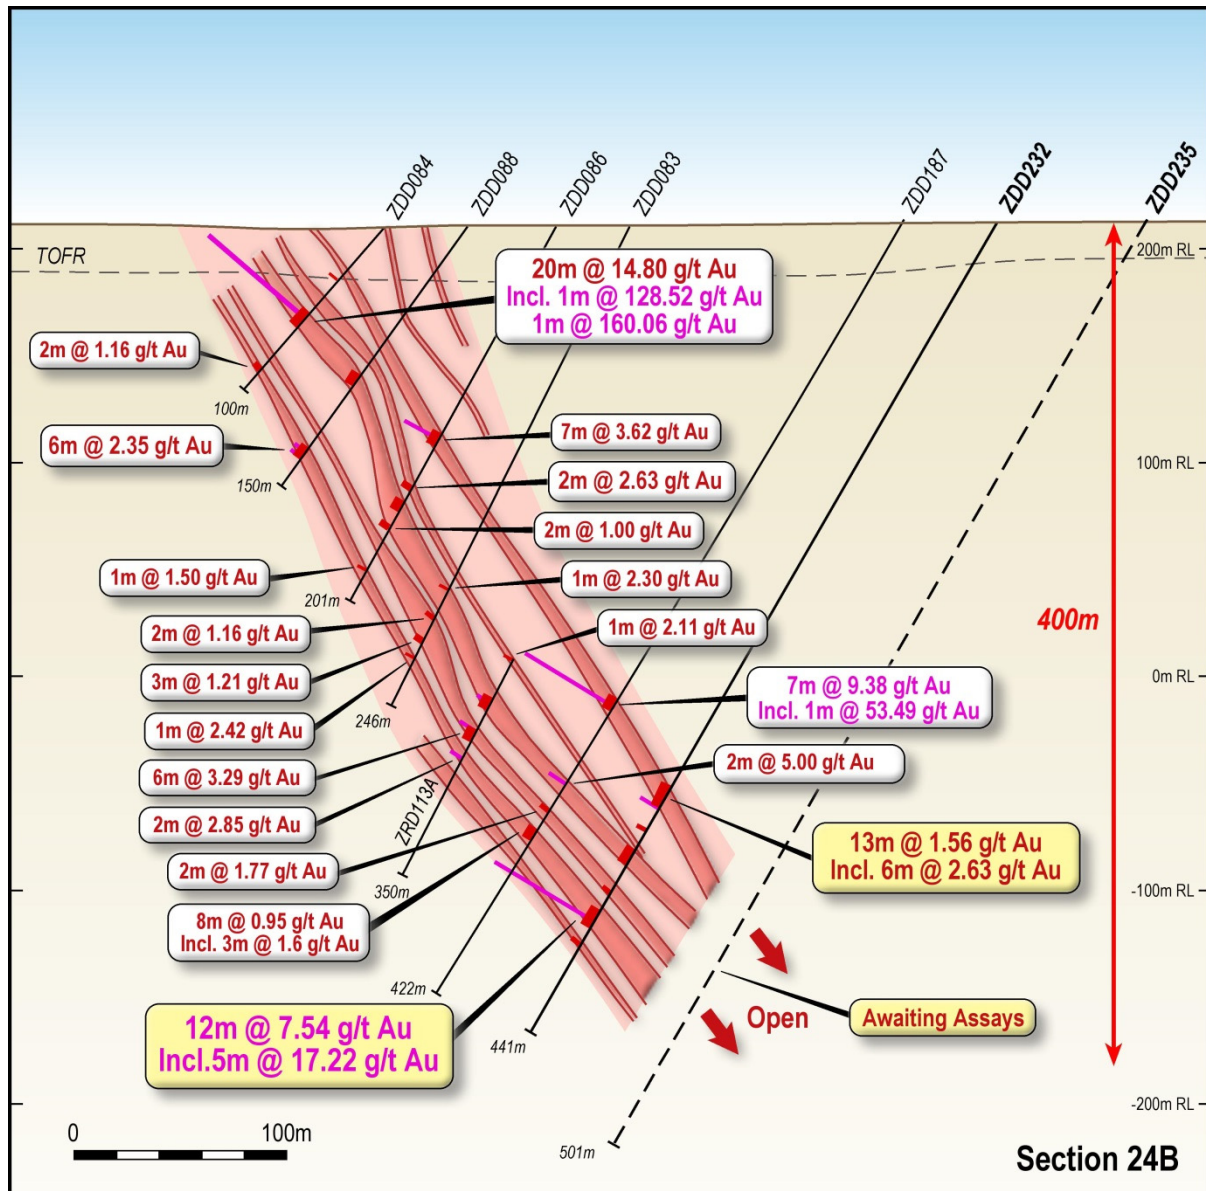 ZDD084
ZDD088
ZDD086
ZDD083
ZDD187
ZDD232
ZDD235
TOFR
200m RL
20m @ 14.80 g/t Au
Incl. 1m @ 128.52 g/t Au
1m @ 160.06 g/t Au
2m @ 1.16 g/t Au
100m
6m @ 2.35 g/t Au
7m @ 3.62 g/t Au
100m RL
150m
2m @ 2.63 g/t Au
2m @ 1.00 g/t Au
1m @ 1.50 g/t Au
201m
1m @ 2.30 g/t Au
2m @ 1.16 g/t Au
1m @ 2.11 g/t Au
400m
3m @ 1.21 g/t Au
0m RL
7m @ 9.38 g/t Au
Incl. 1m @ 53.49 g/t Au
246m
1m @ 2.42 g/t Au
6m @ 3.29 g/t Au
2m @ 5.00 g/t Au
2m @ 2.85 g/t Au
ZRD113A
13m @ 1.56 g/t Au
Incl. 6m @ 2.63 g/t Au
2m @ 1.77 g/t Au
350m
-100m RL
8m @ 0.95 g/t Au
Incl. 3m @ 1.6 g/t Au
422m
12m @ 7.54 g/t Au
Incl.5m @ 17.22 g/t Au
441m
Open
Awaiting Assays
-200m RL
0
100m
501m
Section 24B